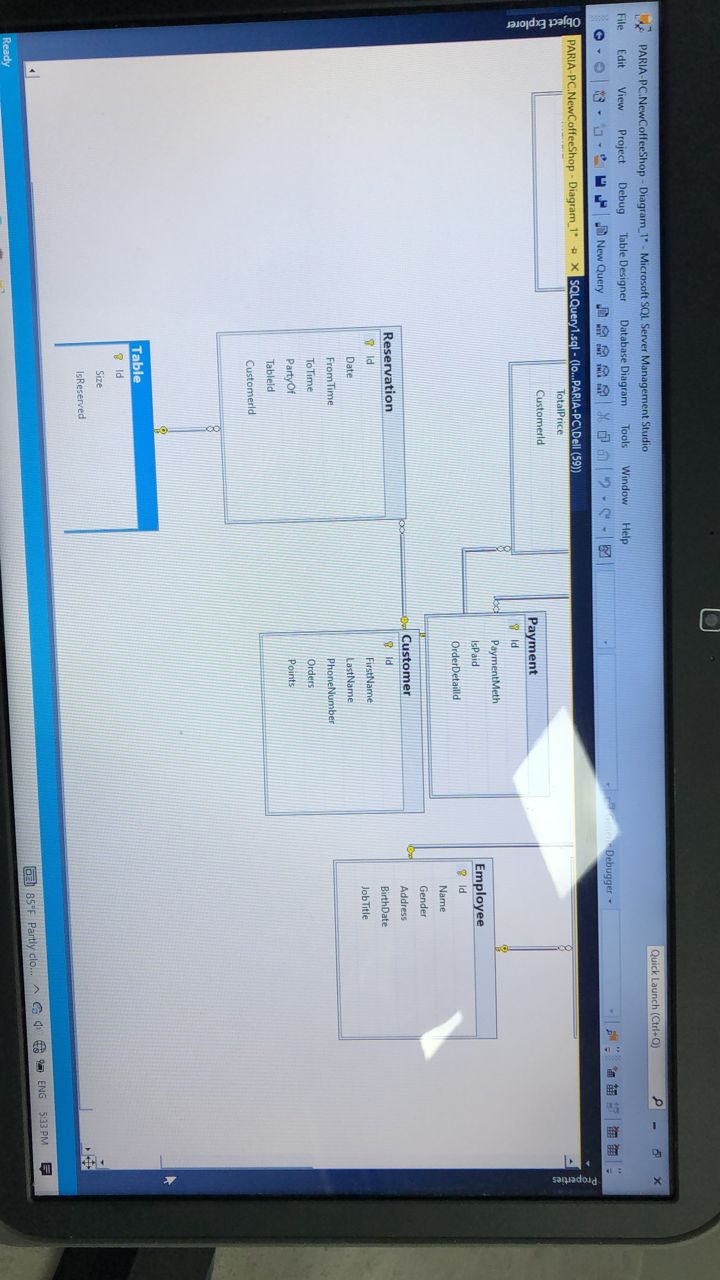 PARIA-PC.NewCoffeeShop - Diagram_1* - Microsoft SQL Server Management Studio
Quick Launch (Ctrl+Q)
File Edit View Project Debug Table Designer Database Diagram Tools Window Help
New Query
Debugger
PARIA-PC.NewCoffeeShop - Diagram_1*
SQLQuery1.sql - (lo...PARIA-PC\Dell (59))
Object Explorer
Properties
TotalPrice
CustomerId
Payment
Id
PaymentMeth
IsPaid
OrderDetailId
Employee
Id
Name
Gender
Address
BirthDate
JobTitle
Reservation
Id
Date
FromTime
ToTime
PartyOf
TableId
CustomerId
Customer
Id
FirstName
LastName
PhoneNumber
Orders
Points
Table
Id
Size
IsReserved
Ready
85°F Partly clo...
ENG
5:33 PM